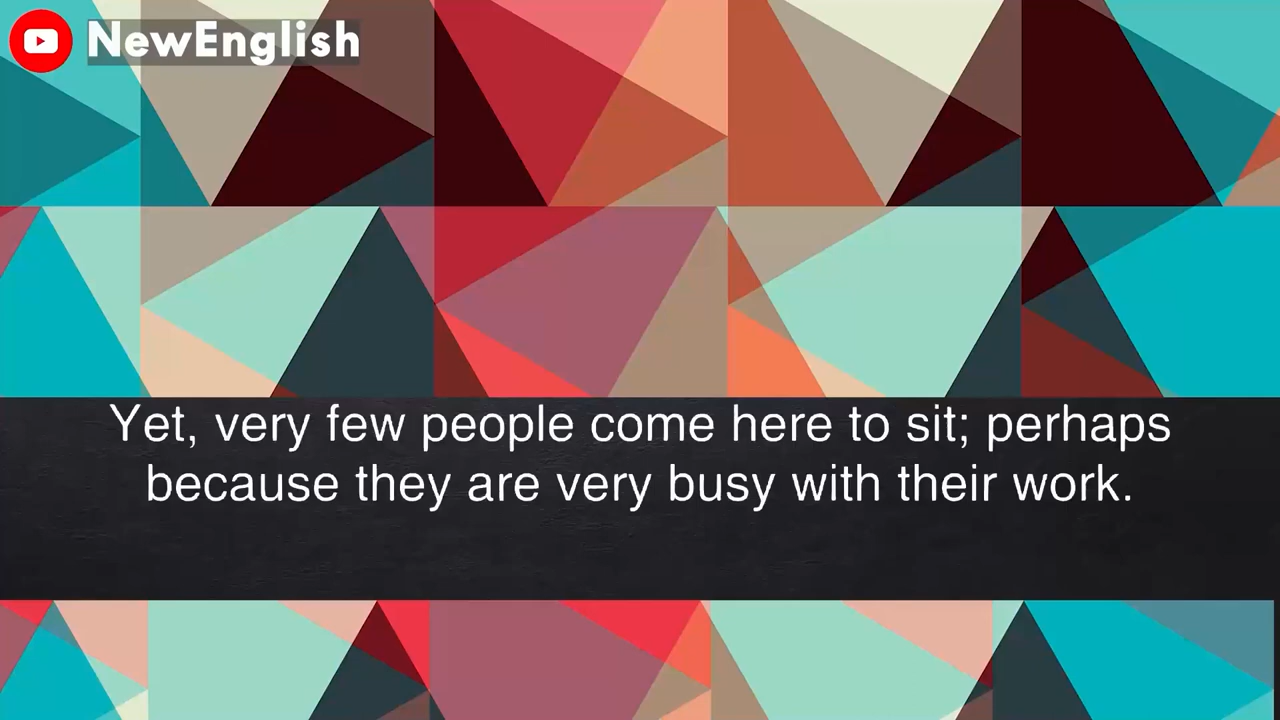 NewEnglish
Yet, very few people come here to sit; perhaps
because they are very busy with their work.